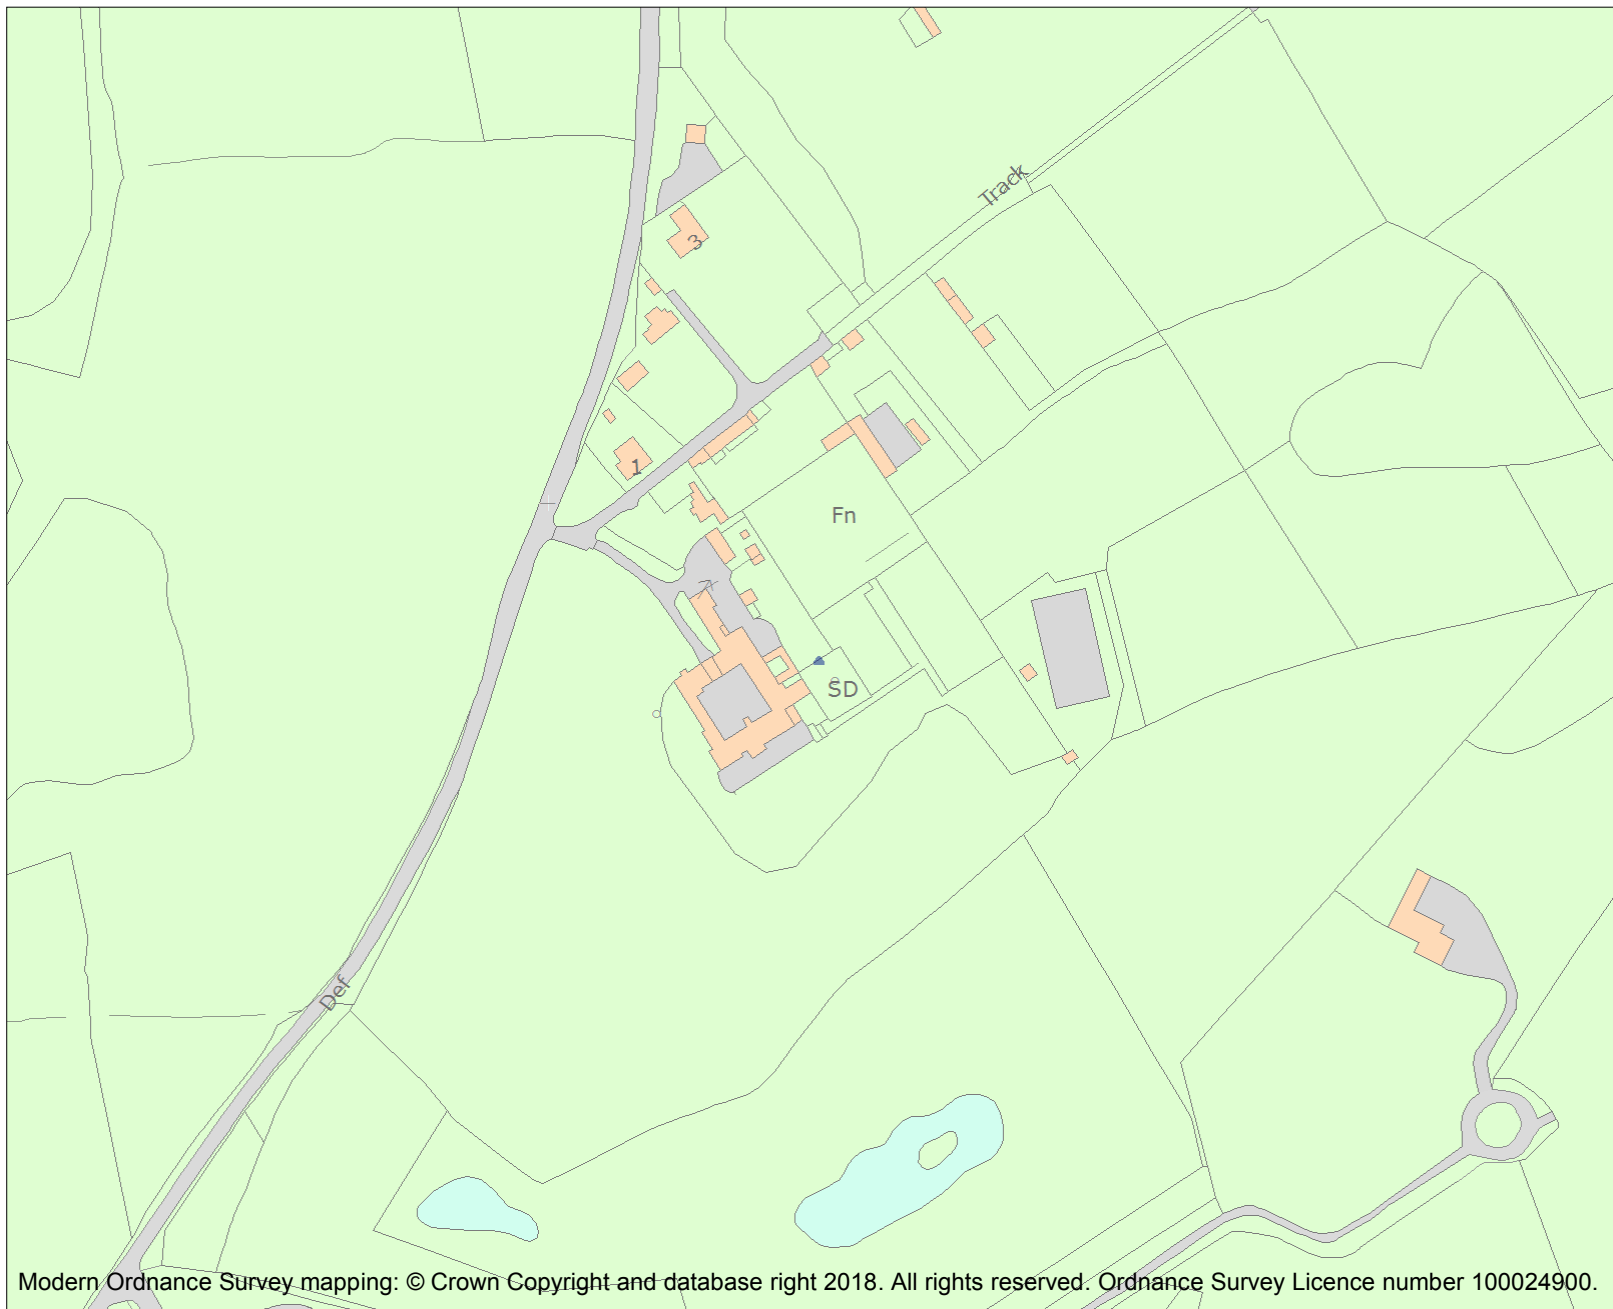 Track
3
1
Fn
SD
Def
Modern Ordnance Survey mapping: © Crown Copyright and database right 2018. All rights reserved. Ordnance Survey Licence number 100024900.